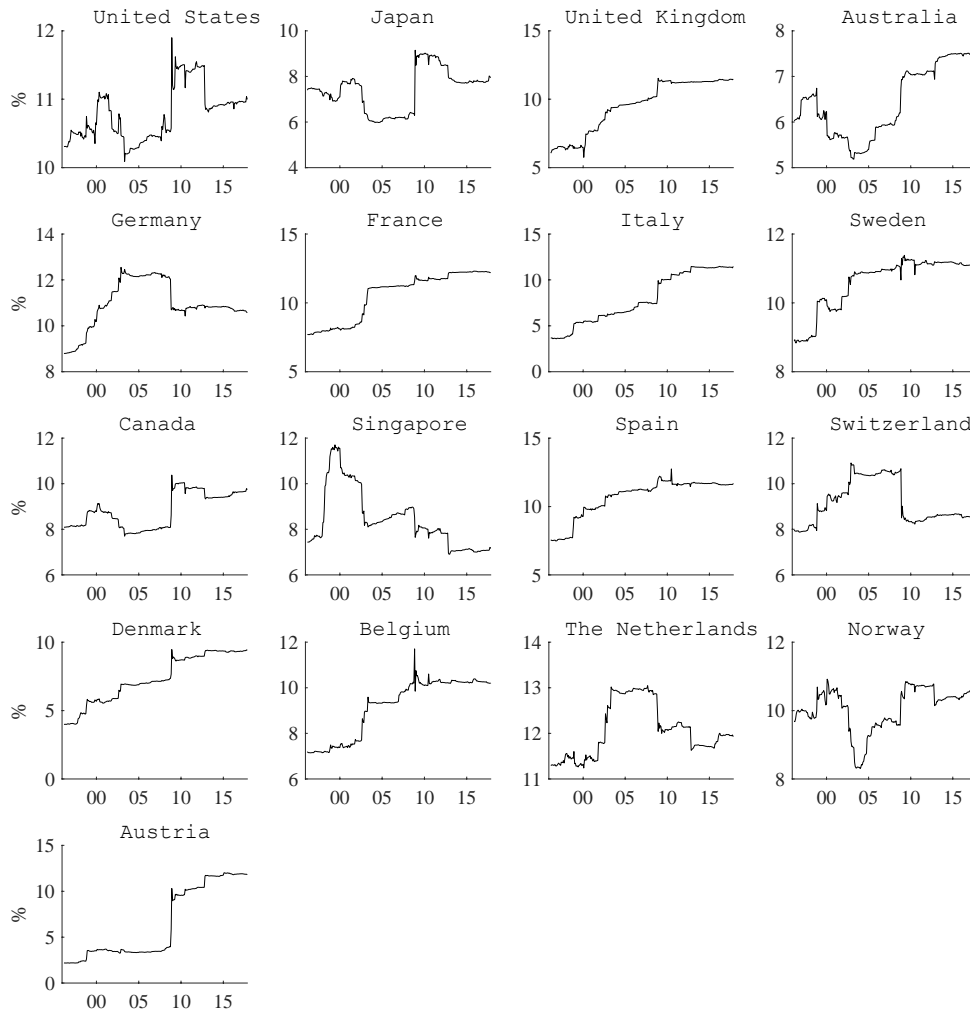 United States Japan United Kingdom Australia
12 10 15 8
% 11 8 10 7
6 6
10 4 5 5
00 05 10 15 00 05 10 15 00 05 10 15 00 05 10 15
Germany France Italy Sweden
14 15 15 12
% 12 10 10 10
10 5
8 5 0 8
00 05 10 15 00 05 10 15 00 05 10 15 00 05 10 15
Canada Singapore Spain Switzerland
12 12 15 12
% 10 10 10 10
8 8 8
6 6 5 6
00 05 10 15 00 05 10 15 00 05 10 15 00 05 10 15
Denmark Belgium The Netherlands Norway
10 12 14 12
% 5 10 13 10
8 12
0 6 11 8
00 05 10 15 00 05 10 15 00 05 10 15 00 05 10 15
Austria
15
% 10
5
0
00 05 10 15